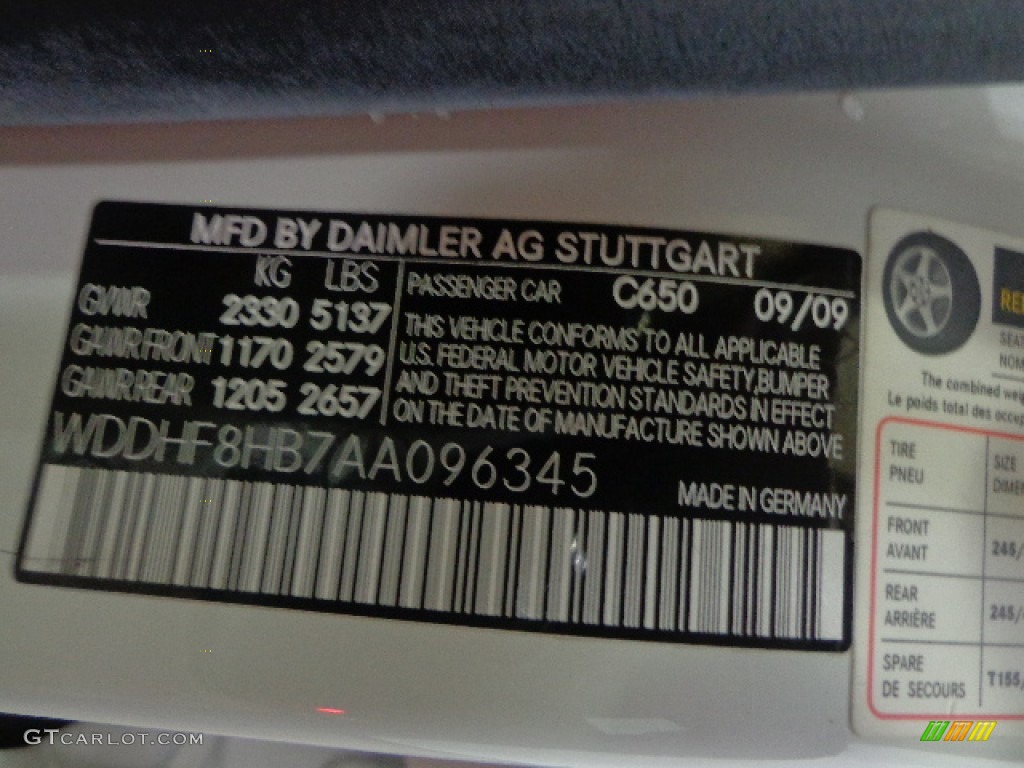 MFD BY DAIMLER AG STUTTGART
KG LBS
GVWR 2330 5137
GAWR FRONT 1170 2579
GAWR REAR 1205 2657
PASSENGER CAR C650 09/09
THIS VEHICLE CONFORMS TO ALL APPLICABLE
U.S. FEDERAL MOTOR VEHICLE SAFETY, BUMPER
AND THEFT PREVENTION STANDARDS IN EFFECT
ON THE DATE OF MANUFACTURE SHOWN ABOVE
WDDHF8HB7AA096345
MADE IN GERMANY
The combined
Le poids total des
TIRE
PNEU
SIZE
FRONT
AVANT
245/
REAR
ARRIÈRE
245/
SPARE
DE SECOURS
T155/
GTCARLOT.COM